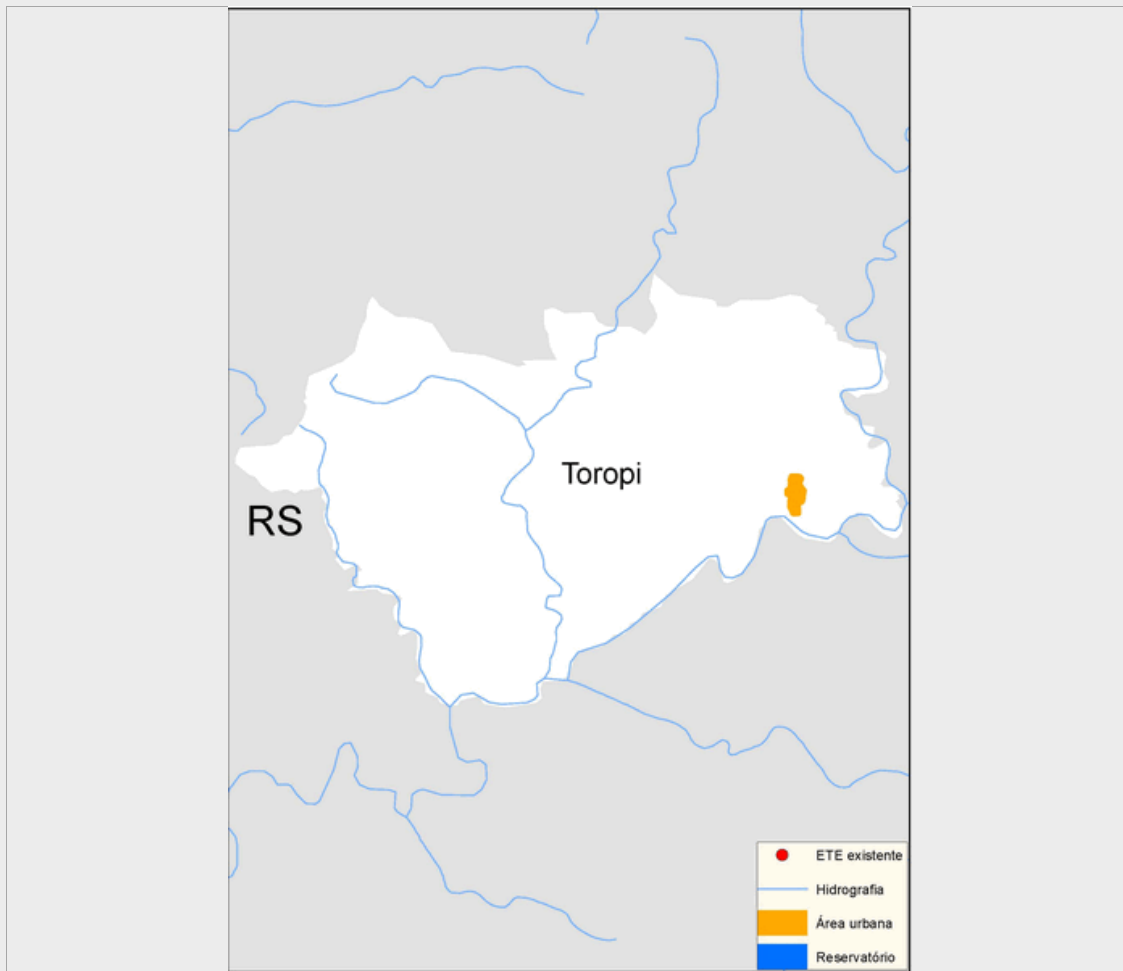 Toropi
RS
ETE existente
Hidrografia
Área urbana
Reservatório